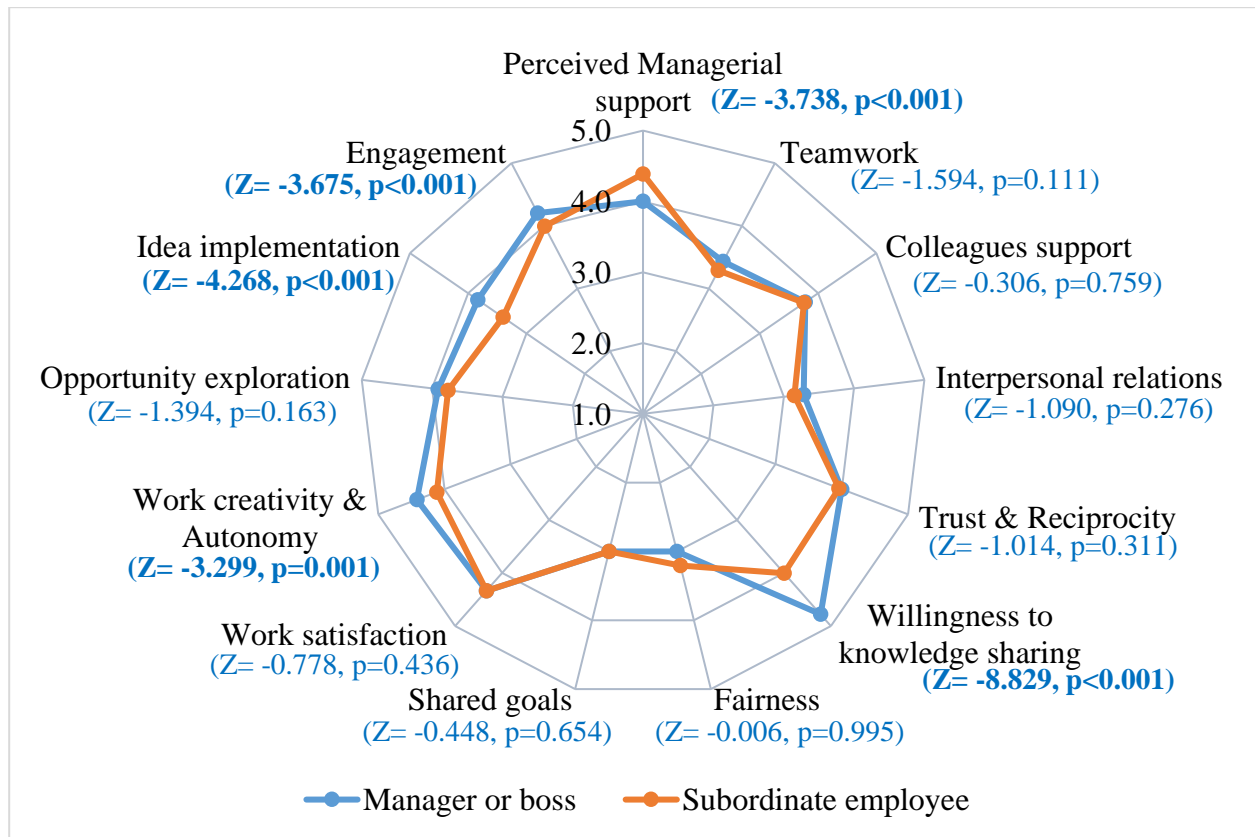 Perceived Managerial
support (Z= -3.738, p<0.001)
5.0
Teamwork
(Z= -1.594, p=0.111)
Colleagues support
(Z= -0.306, p=0.759)
Interpersonal relations
(Z= -1.090, p=0.276)
Trust & Reciprocity
(Z= -1.014, p=0.311)
Willingness to
knowledge sharing
(Z= -8.829, p<0.001)
Fairness
(Z= -0.006, p=0.995)
Shared goals
(Z= -0.448, p=0.654)
Work satisfaction
(Z= -0.778, p=0.436)
Work creativity &
Autonomy
(Z= -3.299, p=0.001)
Opportunity exploration
(Z= -1.394, p=0.163)
Idea implementation
(Z= -4.268, p<0.001)
Engagement
(Z= -3.675, p<0.001)
4.0
3.0
2.0
1.0
Manager or boss
Subordinate employee